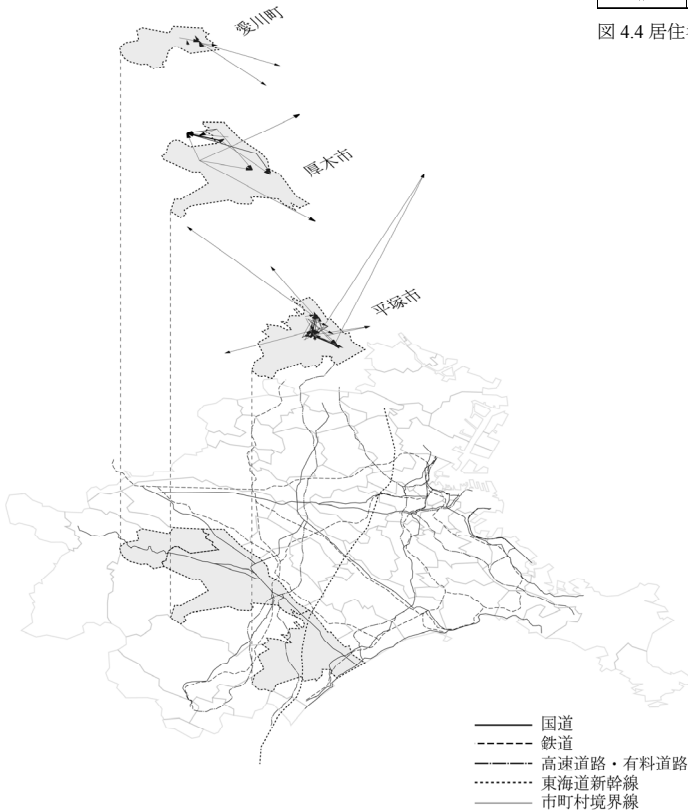 図 4.4 居住
愛川町
厚木市
平塚市
国道
鉄道
高速道路・有料道路
東海道新幹線
市町村境界線